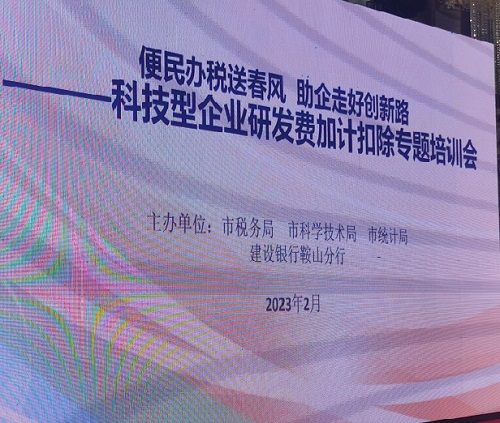 便民办税送春风 助企走好创新路
——科技型企业研发费加计扣除专题培训会
主办单位：市税务局 市科学技术局 市统计局
建设银行鞍山分行
2023年2月